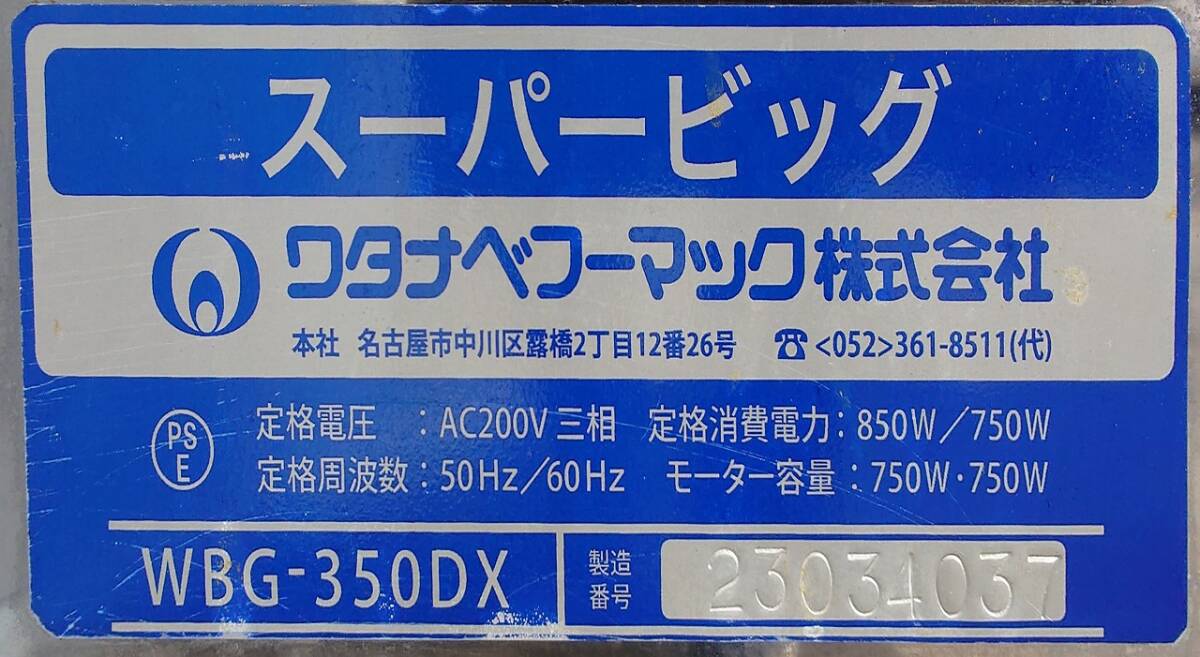 スーパービッグ
ワタナベフーマック株式会社
本社 名古屋市中川区露橋2丁目12番26号 ☎<052>361-8511(代)
PS
E
定格電圧 : AC200V 三相 定格消費電力 : 850W/750W
定格周波数 : 50Hz/60Hz モーター容量 : 750W・750W
WBG-350DX 製造番号 23034037